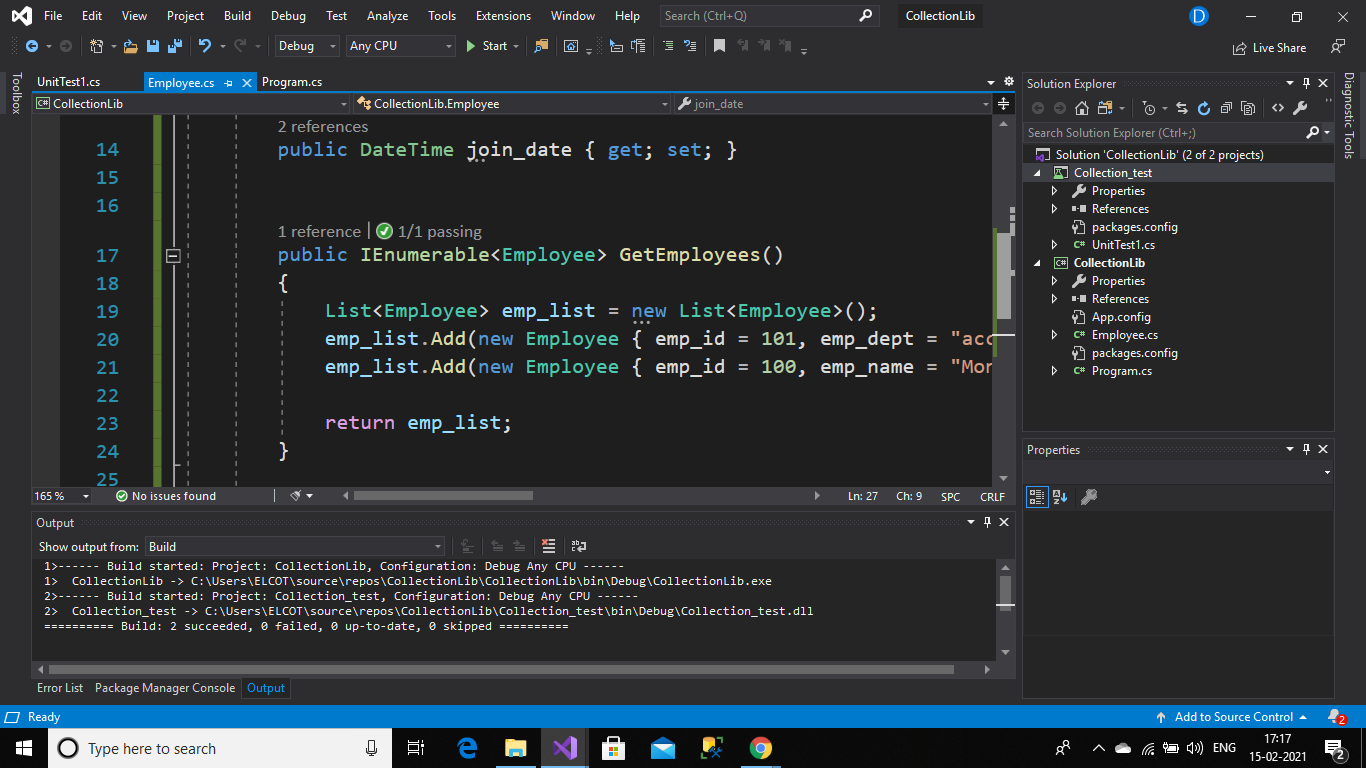 File Edit View Project Build Debug Test Analyze Tools Extensions Window Help Search (Ctrl+Q) CollectionLib D
Debug Any CPU Start Live Share
Toolbox
UnitTest1.cs Employee.cs Program.cs
CollectionLib CollectionLib.Employee join_date
2 references
14 public DateTime join_date { get; set; }
15
16
1 reference | 1/1 passing
17 public IEnumerable<Employee> GetEmployees()
18 {
19 List<Employee> emp_list = new List<Employee>();
20 emp_list.Add(new Employee { emp_id = 101, emp_dept = "acc
21 emp_list.Add(new Employee { emp_id = 100, emp_name = "Mor
22
23 return emp_list;
24 }
25
165 % No issues found Ln: 27 Ch: 9 SPC CRLF
Output
Show output from: Build
1>------ Build started: Project: CollectionLib, Configuration: Debug Any CPU ------
1> CollectionLib -> C:\Users\ELCOT\source\repos\CollectionLib\CollectionLib\bin\Debug\CollectionLib.exe
2>------ Build started: Project: Collection_test, Configuration: Debug Any CPU ------
2> Collection_test -> C:\Users\ELCOT\source\repos\CollectionLib\Collection_test\bin\Debug\Collection_test.dll
========== Build: 2 succeeded, 0 failed, 0 up-to-date, 0 skipped ==========
Error List Package Manager Console Output
Solution Explorer
Search Solution Explorer (Ctrl+;)
Solution 'CollectionLib' (2 of 2 projects)
Collection_test
Properties
References
packages.config
C# UnitTest1.cs
C# CollectionLib
Properties
References
App.config
C# Employee.cs
packages.config
C# Program.cs
Properties
Diagnostic Tools
Ready Add to Source Control 2
Type here to search ENG 17:17
15-02-2021 2